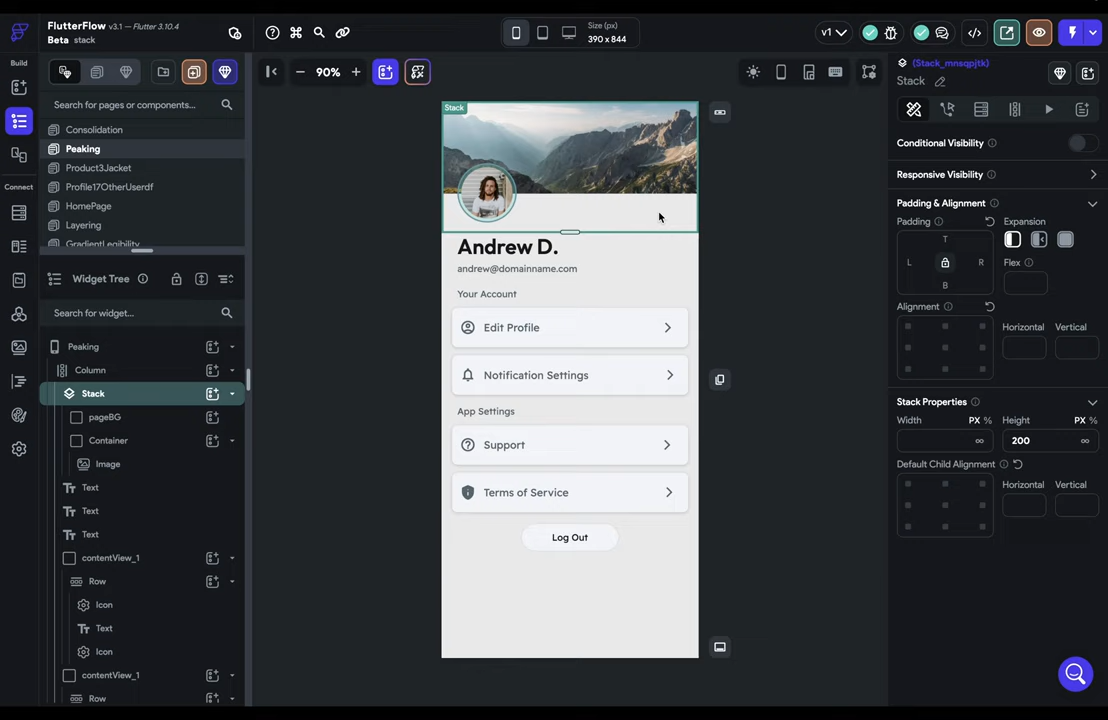 FlutterFlow v3.1 — Flutter 3.10.4
Beta stack
Size (px)
390 x 844
v1
Build
Search for pages or components...
Consolidation
Peaking
Product3Jacket
Profile17OtherUserdf
HomePage
Layering
GradientLegibility
Connect
Widget Tree
Search for widget...
Peaking
Column
Stack
pageBG
Container
Image
Text
Text
Text
contentView_1
Row
Icon
Text
Icon
contentView_1
Row
90%
Stack
Andrew D.
andrew@domainname.com
Your Account
Edit Profile
Notification Settings
App Settings
Support
Terms of Service
Log Out
(Stack_mnsqpjtk)
Stack
Conditional Visibility
Responsive Visibility
Padding & Alignment
Padding
Expansion
T
L
R
B
Flex
Alignment
Horizontal
Vertical
Stack Properties
Width
PX %
Height
PX %
∞
200
∞
Default Child Alignment
Horizontal
Vertical